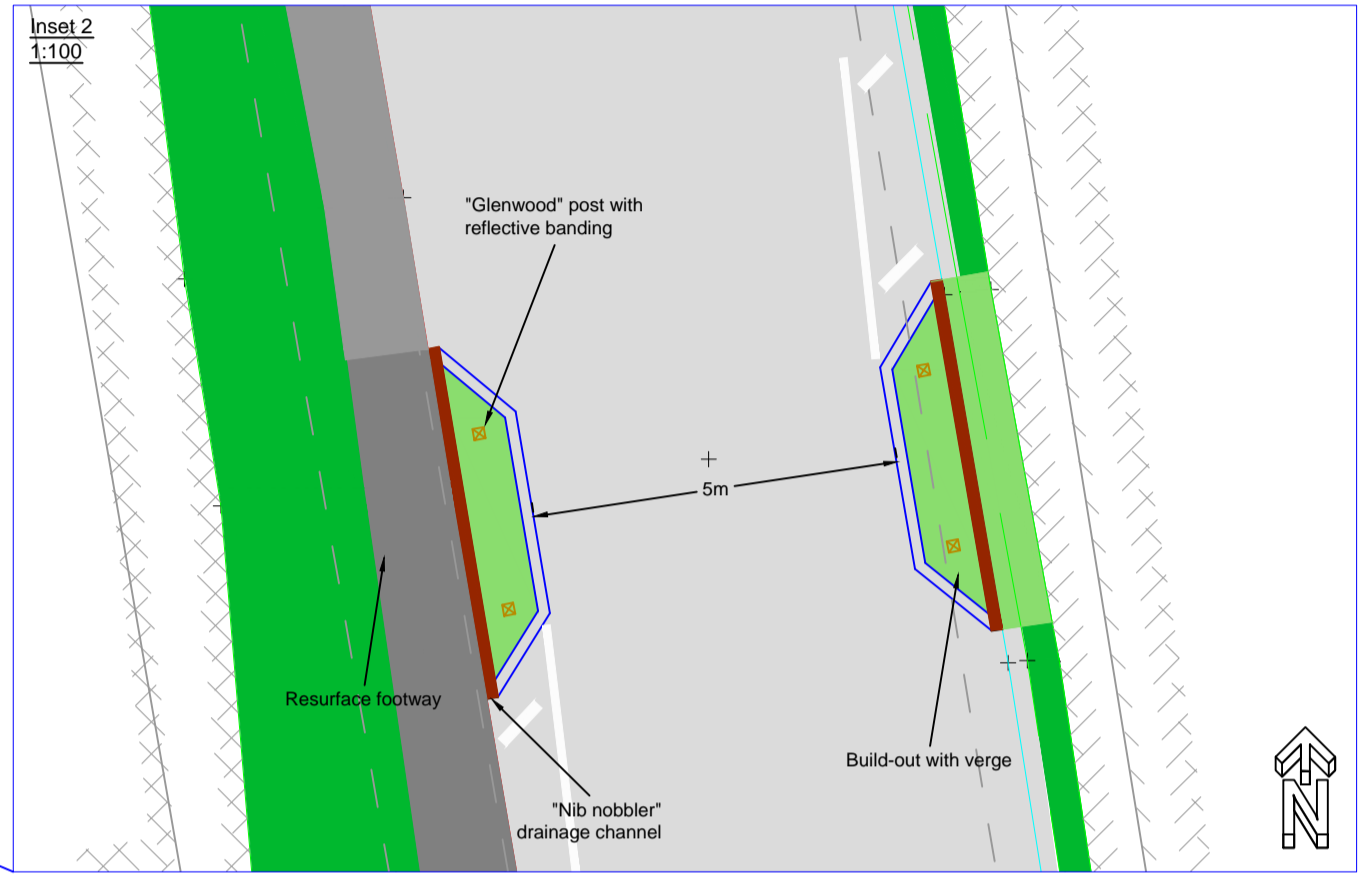 Inset 2
1:100
"Glenwood" post with
reflective banding
5m
Resurface footway
Build-out with verge
"Nib nobbler"
drainage channel
N